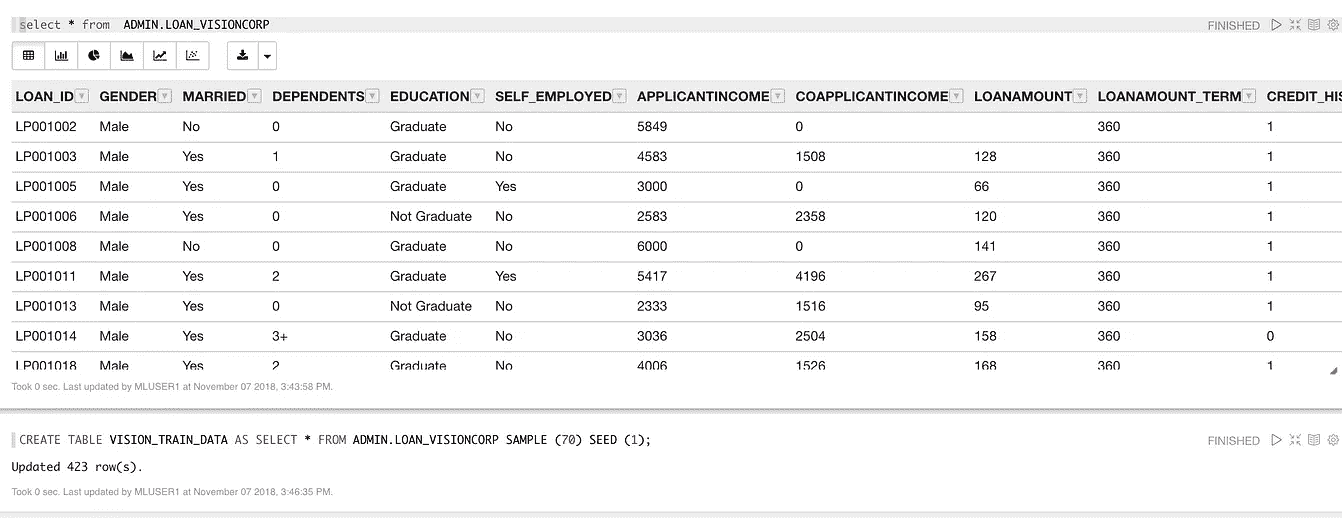 select * from ADMIN.LOAN_VISIONCORP FINISHED
LOAN_ID GENDER MARRIED DEPENDENTS EDUCATION SELF_EMPLOYED APPLICANTINCOME COAPPLICANTINCOME LOANAMOUNT LOANAMOUNT_TERM CREDIT_HIS
LP001002 Male No 0 Graduate No 5849 0 360 1
LP001003 Male Yes 1 Graduate No 4583 1508 128 360 1
LP001005 Male Yes 0 Graduate Yes 3000 0 66 360 1
LP001006 Male Yes 0 Not Graduate No 2583 2358 120 360 1
LP001008 Male No 0 Graduate No 6000 0 141 360 1
LP001011 Male Yes 2 Graduate Yes 5417 4196 267 360 1
LP001013 Male Yes 0 Not Graduate No 2333 1516 95 360 1
LP001014 Male Yes 3+ Graduate No 3036 2504 158 360 0
LP001018 Male Yes 2 Graduate No 4006 1526 168 360 1
Took 0 sec. Last updated by MLUSER1 at November 07 2018, 3:43:58 PM.
CREATE TABLE VISION_TRAIN_DATA AS SELECT * FROM ADMIN.LOAN_VISIONCORP SAMPLE (70) SEED (1); FINISHED
Updated 423 row(s).
Took 0 sec. Last updated by MLUSER1 at November 07 2018, 3:46:35 PM.